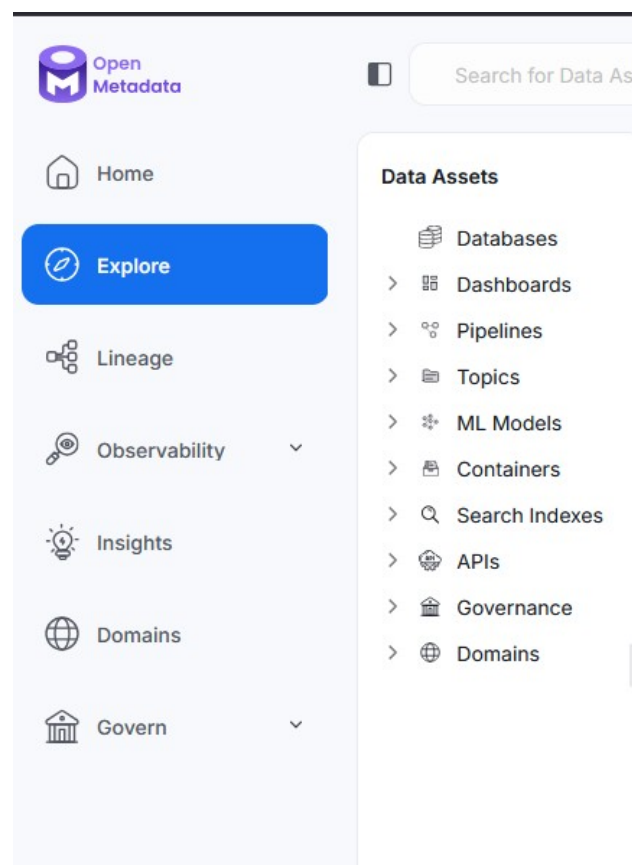 Open
Metadata
Search for Data As
Home
Explore
Lineage
Observability
Insights
Domains
Govern
Data Assets
Databases
Dashboards
Pipelines
Topics
ML Models
Containers
Search Indexes
APIs
Governance
Domains